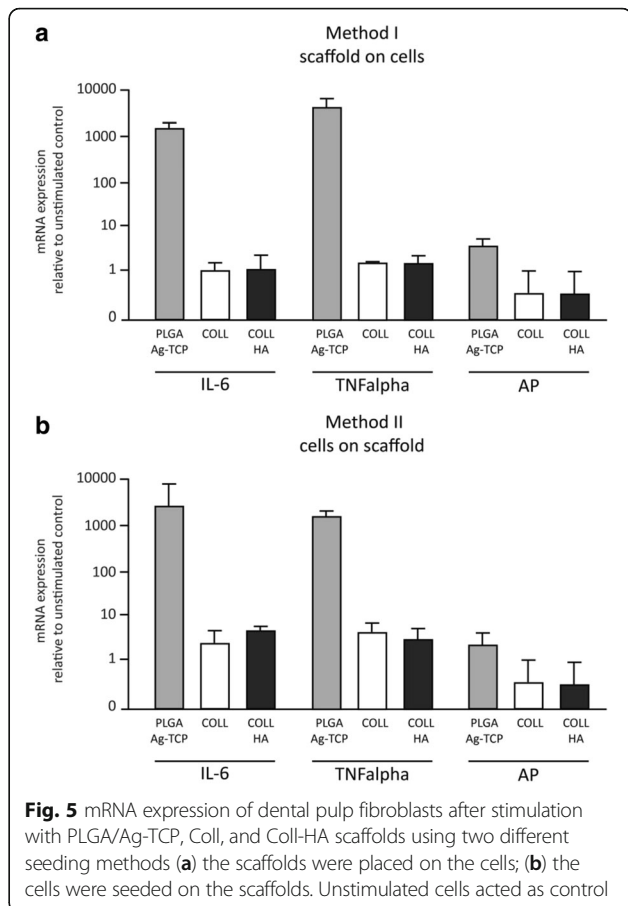 a
Method I
scaffold on cells
mRNA expression
relative to unstimulated control
10000
1000
100
10
1
0
PLGA COLL COLL PLGA COLL COLL PLGA COLL COLL
Ag-TCP HA Ag-TCP HA Ag-TCP HA
IL-6 TNFalpha AP
b
Method II
cells on scaffold
mRNA expression
relative to unstimulated control
10000
1000
100
10
1
0
PLGA COLL COLL PLGA COLL COLL PLGA COLL COLL
Ag-TCP HA Ag-TCP HA Ag-TCP HA
IL-6 TNFalpha AP
Fig. 5 mRNA expression of dental pulp fibroblasts after stimulation
with PLGA/Ag-TCP, Coll, and Coll-HA scaffolds using two different
seeding methods (a) the scaffolds were placed on the cells; (b) the
cells were seeded on the scaffolds. Unstimulated cells acted as control